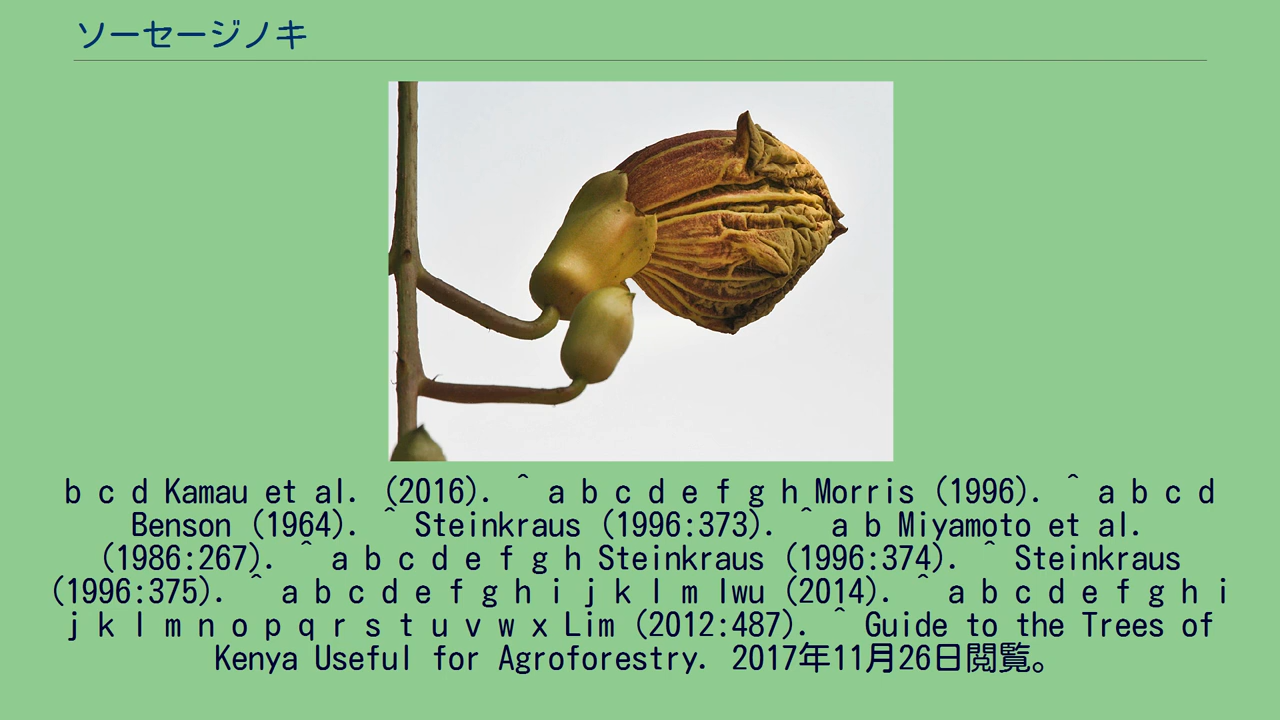 ソーセージノキ
b c d Kamau et al. (2016). ^ a b c d e f g h Morris (1996). ^ a b c d
Benson (1964). ^ Steinkraus (1996:373). ^ a b Miyamoto et al.
(1986:267). ^ a b c d e f g h Steinkraus (1996:374). ^ Steinkraus
(1996:375). ^ a b c d e f g h i j k l m Iwu (2014). ^ a b c d e f g h i
j k l m n o p q r s t u v w x Lim (2012:487). ^ Guide to the Trees of
Kenya Useful for Agroforestry. 2017年11月26日閲覧。